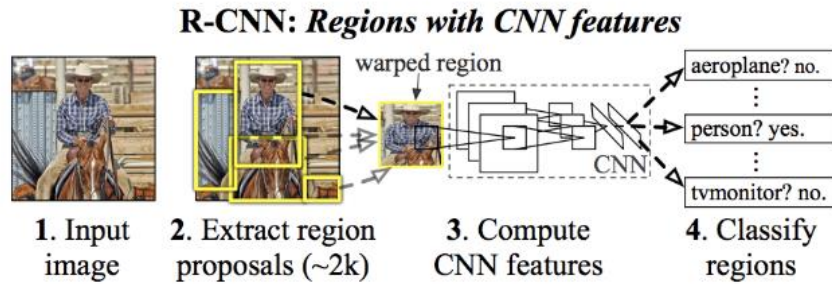 R-CNN: Regions with CNN features
warped region
aeroplane? no.
person? yes.
tvmonitor? no.
CNN
1. Input
image
2. Extract region
proposals (~2k)
3. Compute
CNN features
4. Classify
regions